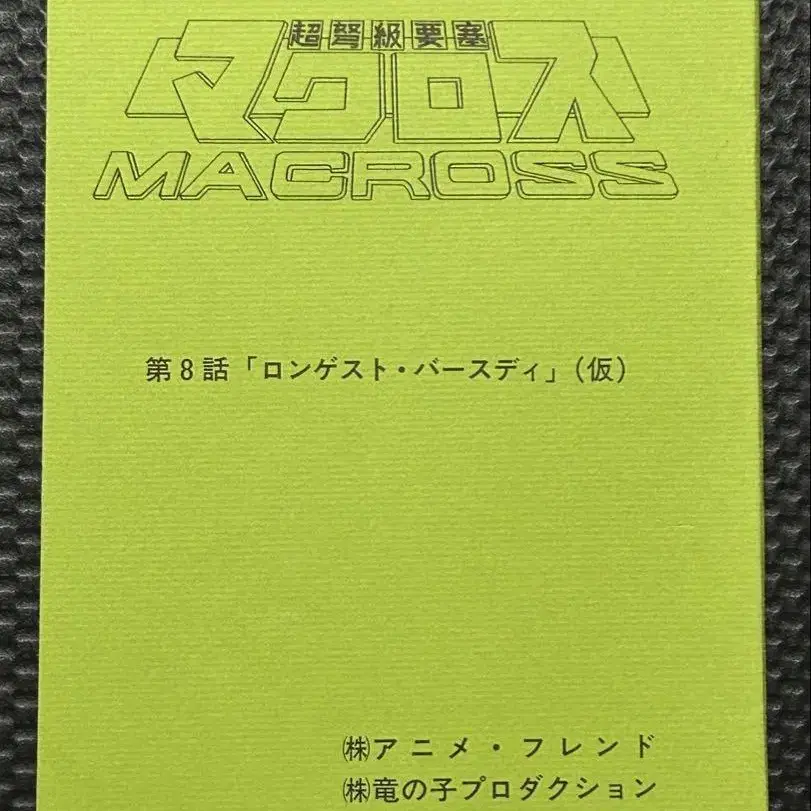 超弩級要塞
マクロス
MACROSS
第8話「ロンゲスト・バースディ」(仮)
㈱アニメ・フレンド
㈱竜の子プロダクション